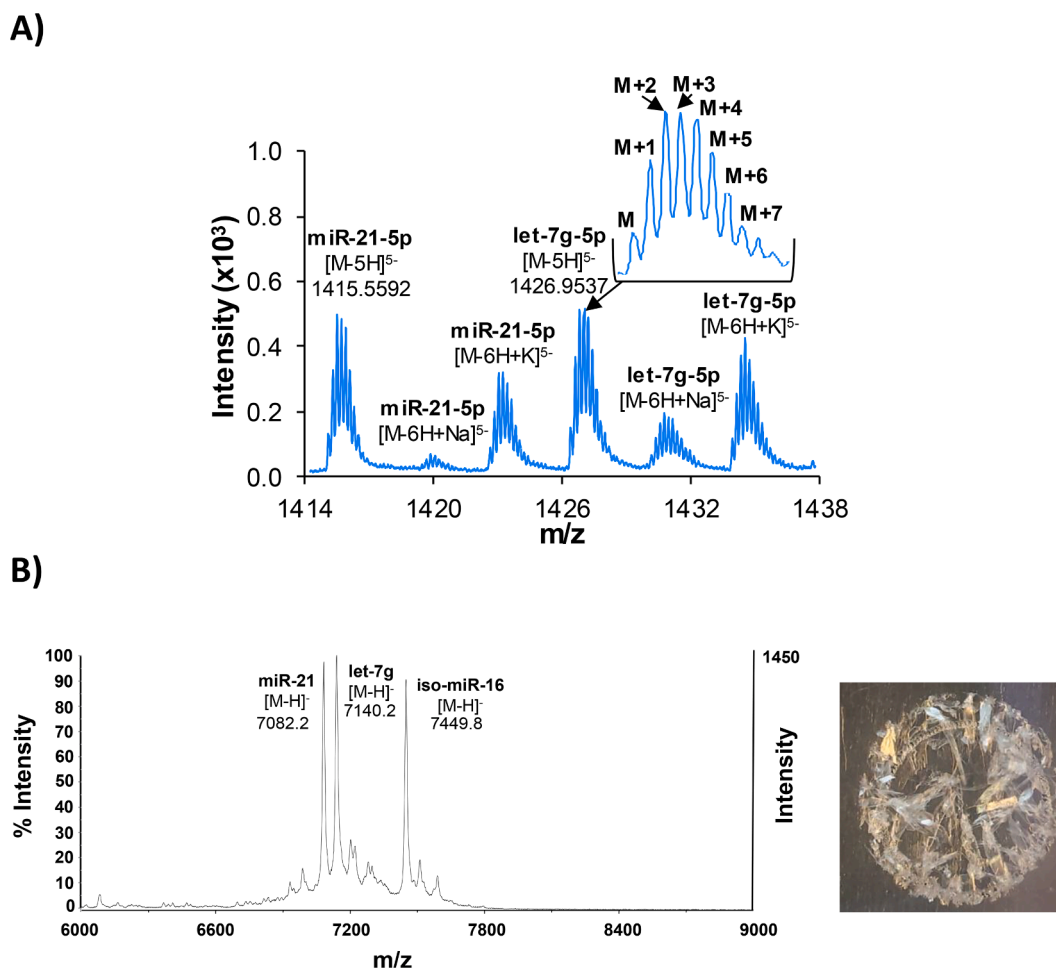 A)
M+2
M+3
M+4
M+1
M+5
M+6
M
M+7
1.0
0.8
0.6
0.4
0.2
0.0
Intensity (x10³)
miR-21-5p
[M-5H]⁵⁻
1415.5592
let-7g-5p
[M-5H]⁵⁻
1426.9537
miR-21-5p
[M-6H+K]⁵⁻
let-7g-5p
[M-6H+K]⁵⁻
miR-21-5p
[M-6H+Na]⁵⁻
let-7g-5p
[M-6H+Na]⁵⁻
1414 1420 1426 1432 1438
m/z
B)
100
90
80
70
60
50
40
30
20
10
0
% Intensity
miR-21
[M-H]⁻
7082.2
let-7g
[M-H]⁻
7140.2
iso-miR-16
[M-H]⁻
7449.8
1450
Intensity
6000 6600 7200 7800 8400 9000
m/z